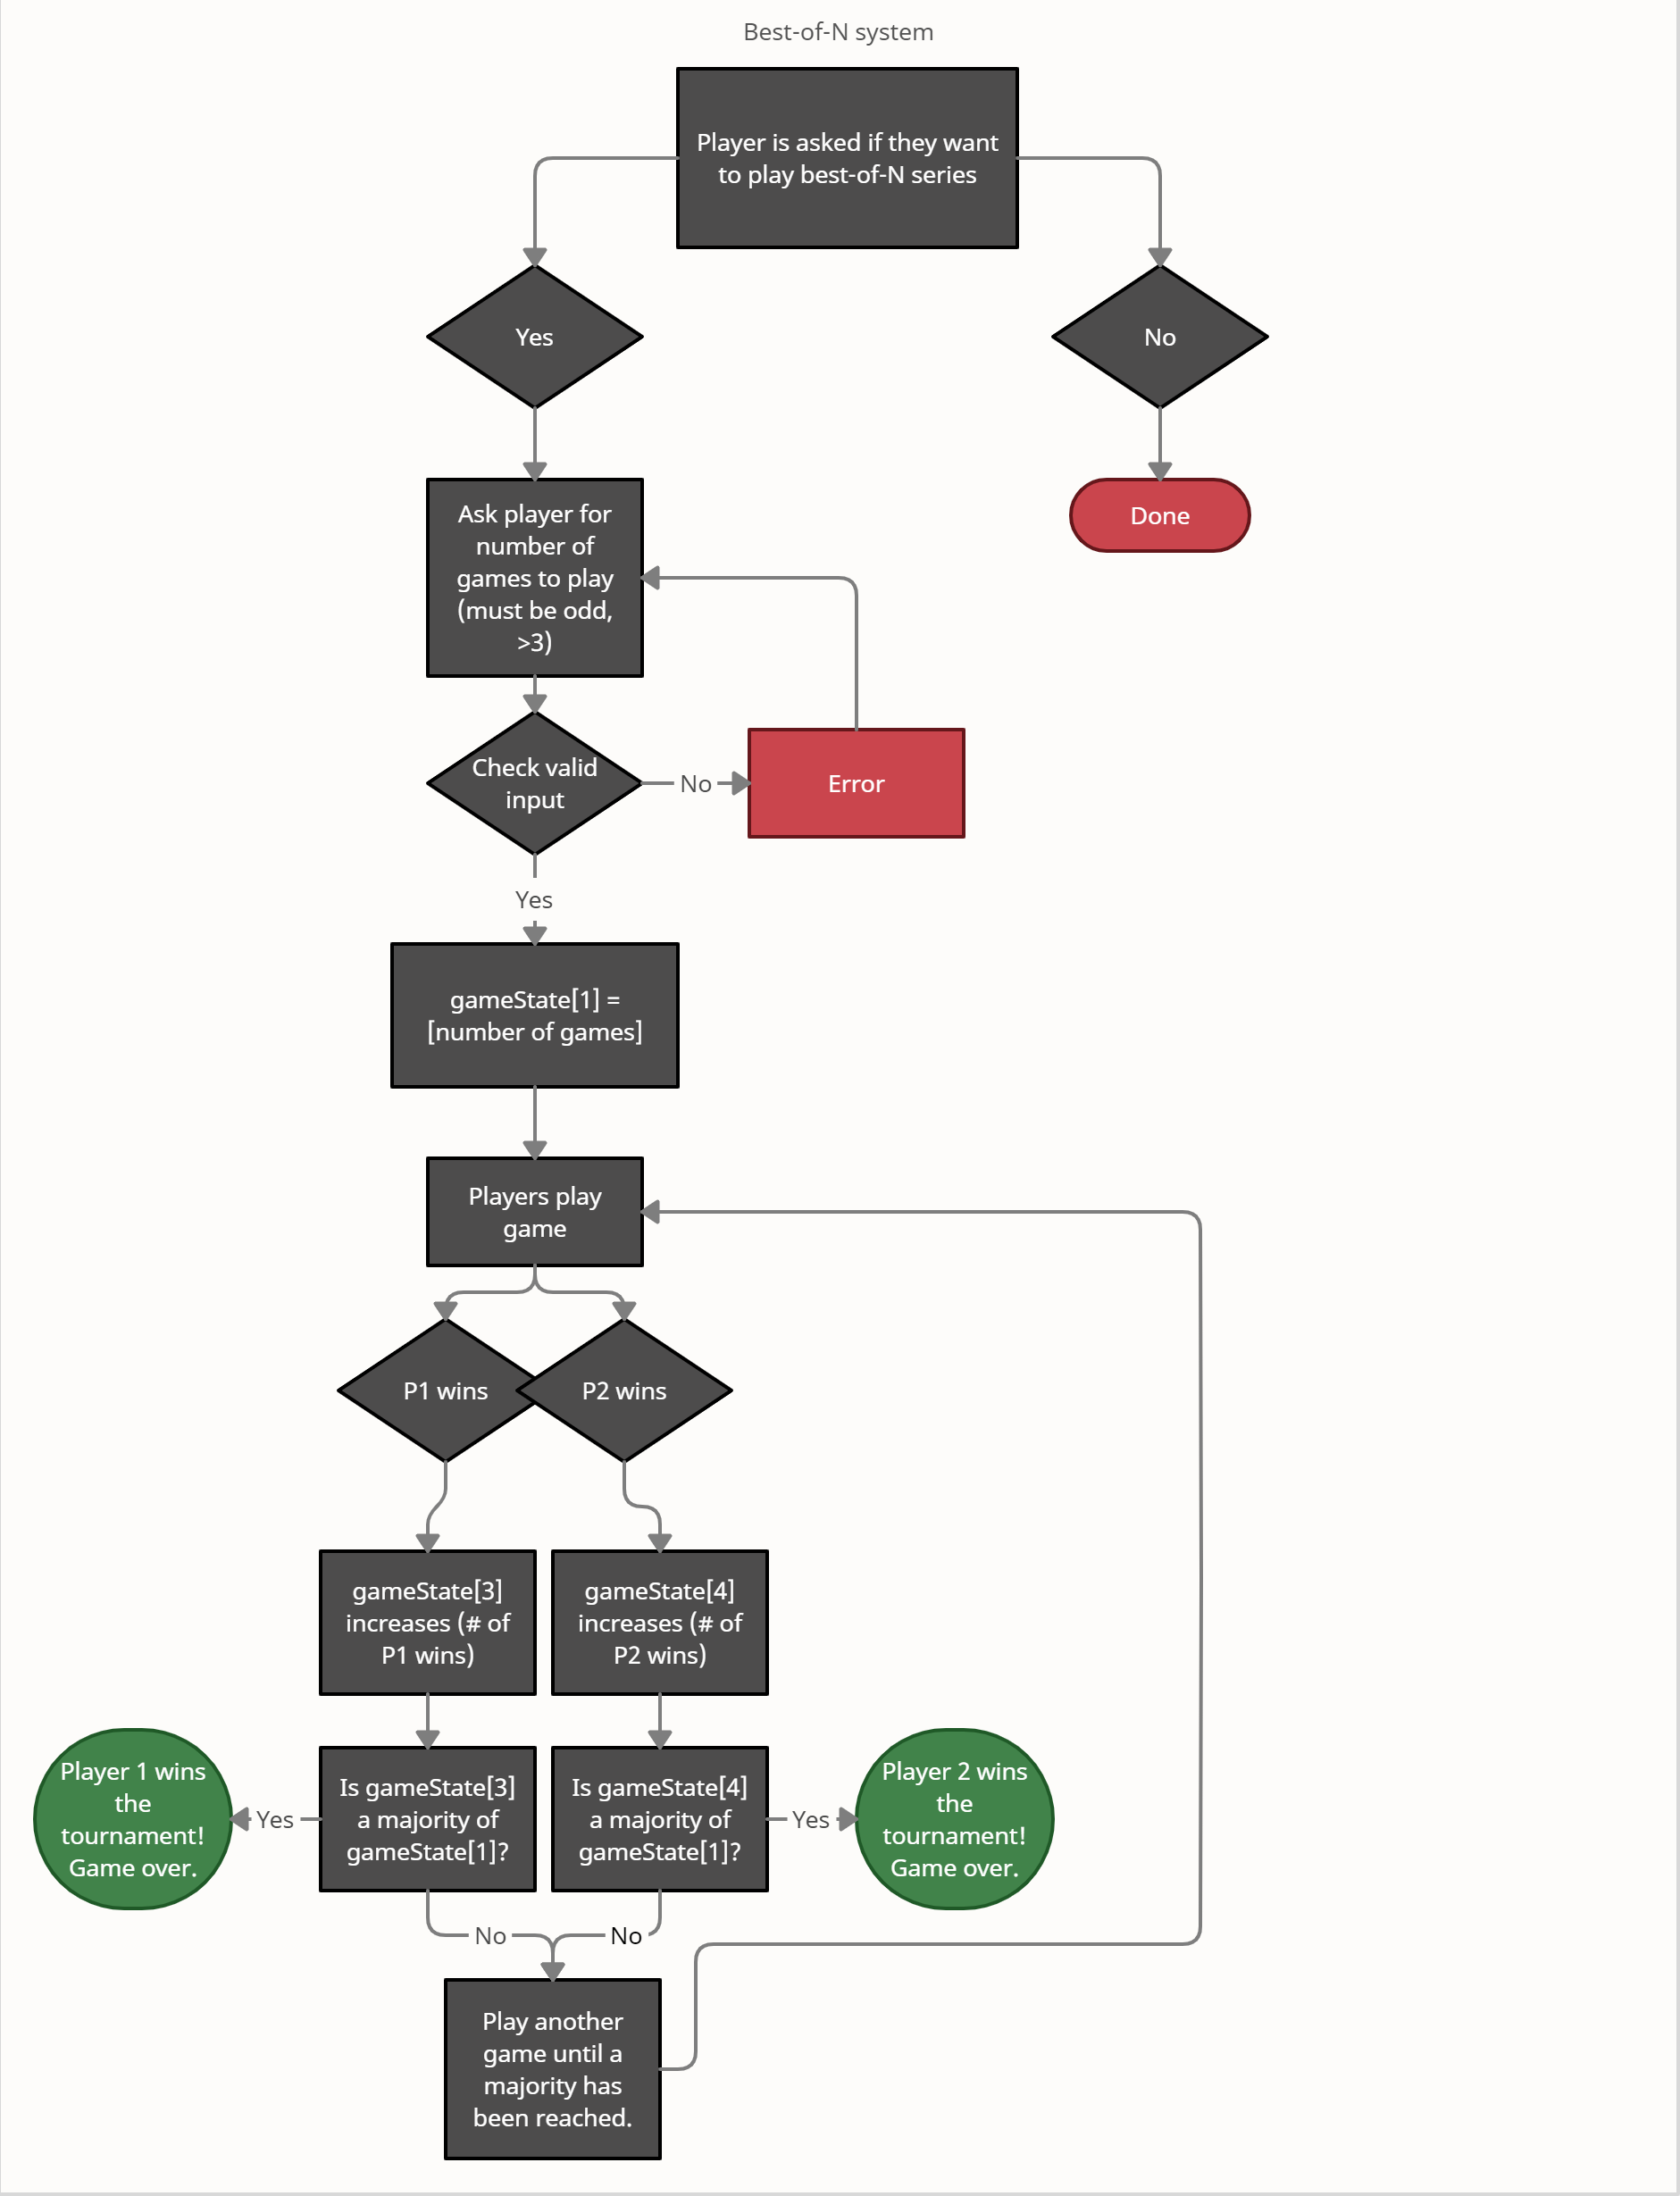 Best-of-N system
Player is asked if they want
to play best-of-N series
Yes
No
Ask player for
number of
games to play
(must be odd,
>3)
Done
Check valid
input
No
Error
Yes
gameState[1] =
[number of games]
Players play
game
P1 wins
P2 wins
gameState[3]
increases (# of
P1 wins)
gameState[4]
increases (# of
P2 wins)
Player 1 wins
the
tournament!
Game over.
Yes
Is gameState[3]
a majority of
gameState[1]?
Is gameState[4]
a majority of
gameState[1]?
Yes
Player 2 wins
the
tournament!
Game over.
No
No
Play another
game until a
majority has
been reached.